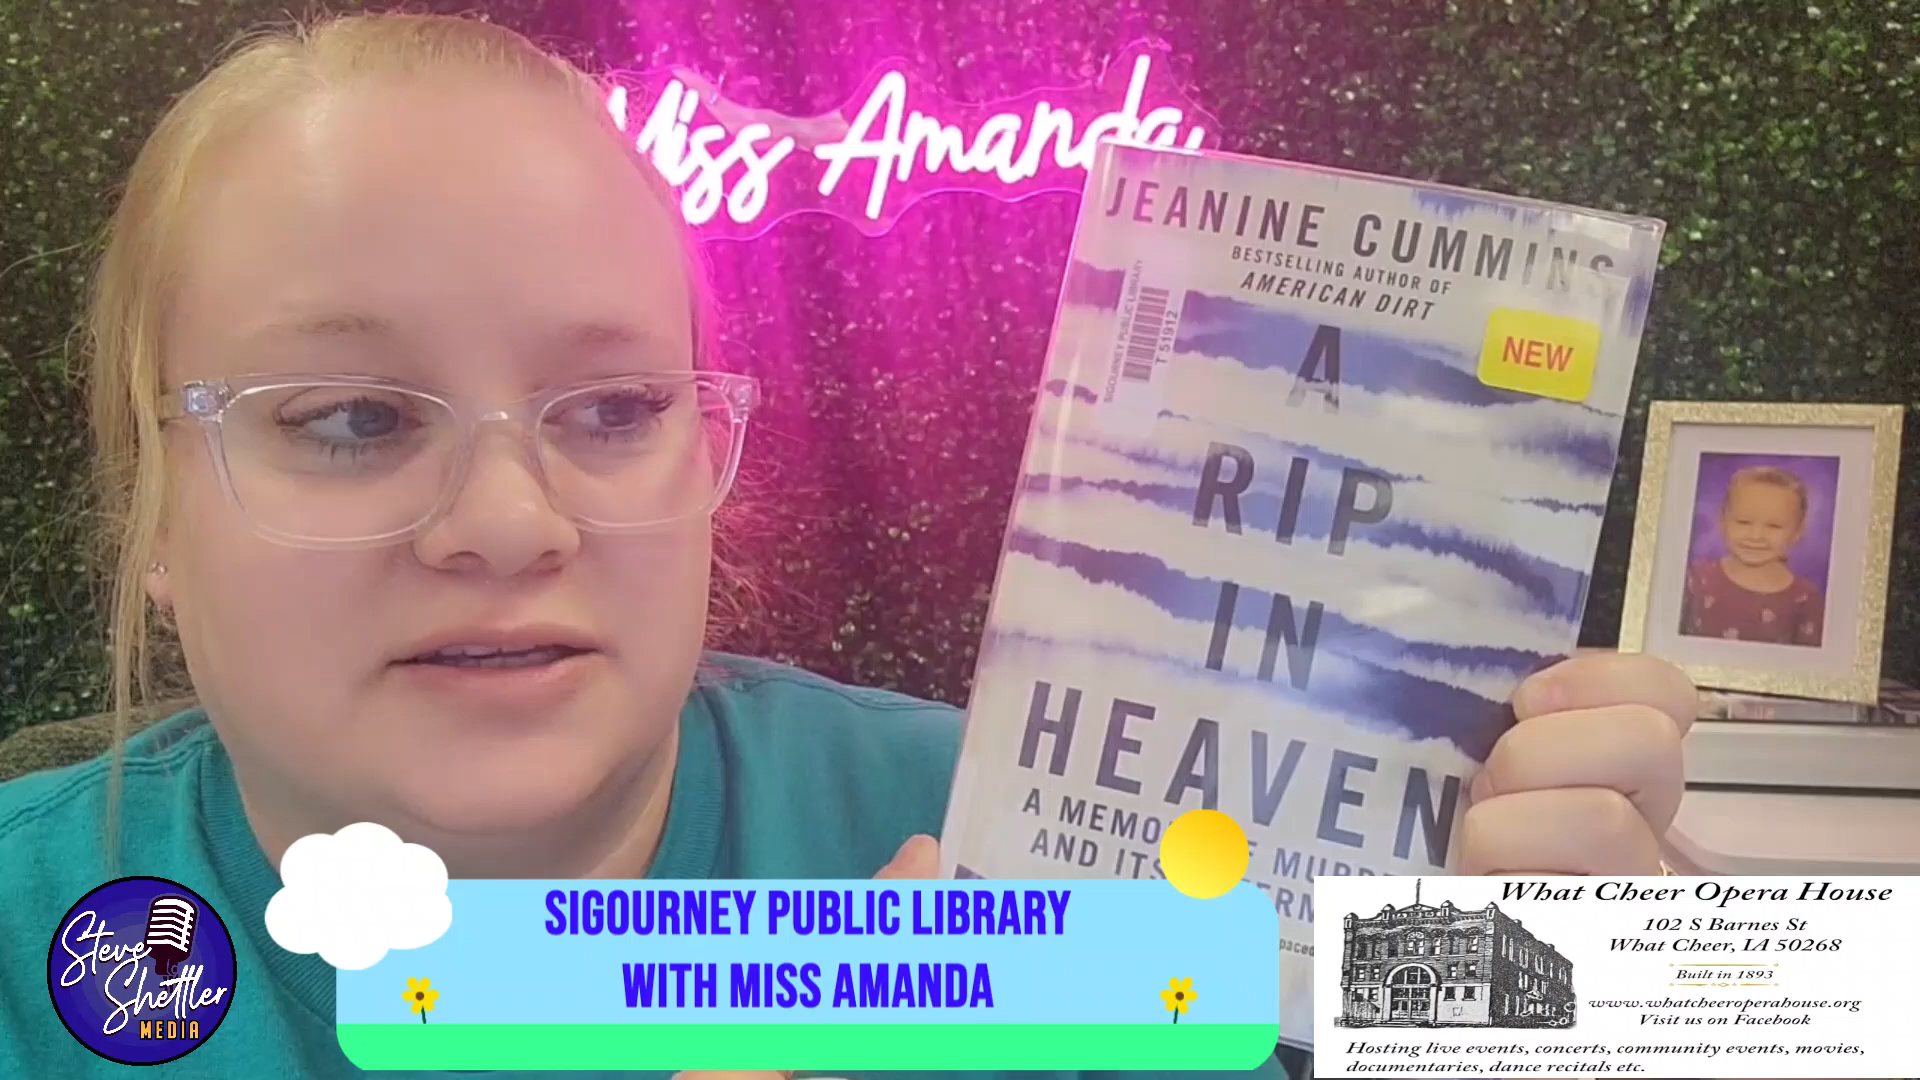 Miss Amanda
JEANINE CUMMINS
BESTSELLING AUTHOR OF
AMERICAN DIRT
SIGOURNEY PUBLIC LIBRARY
T 51912
NEW
A
RIP
IN
HEAVEN
A
MURD
AND ITS
SIGOURNEY PUBLIC LIBRARY
WITH MISS AMANDA
Steve
Shettler
MEDIA
What Cheer Opera House
102 S Barnes St
What Cheer, IA 50268
Built in 1893
www.whatcheeroperahouse.org
Visit us on Facebook
Hosting live events, concerts, community events, movies,
documentaries, dance recitals etc.